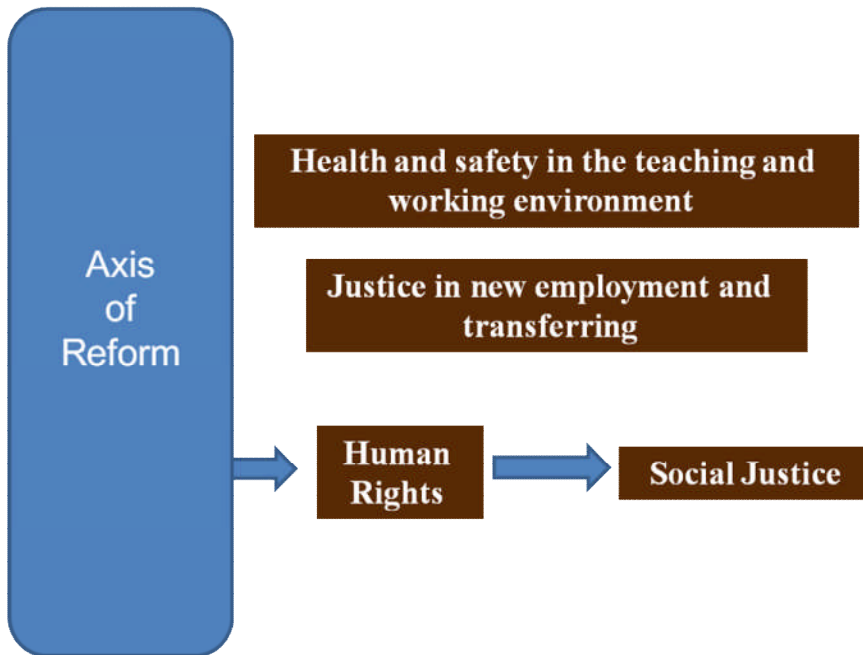 Axis
of
Reform
Health and safety in the teaching and
working environment
Justice in new employment and
transferring
Human
Rights
Social Justice